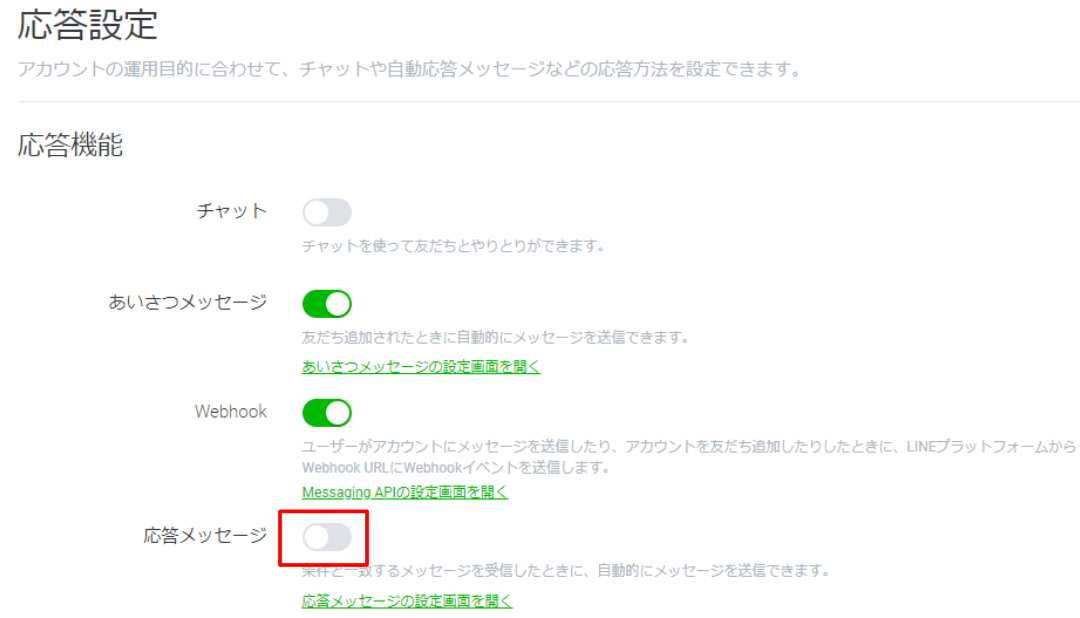 応答設定
アカウントの運用目的に合わせて、チャットや自動応答メッセージなどの応答方法を設定できます。
応答機能
チャット
チャットを使って友だちとやりとりができます。
あいさつメッセージ
友だち追加されたときに自動的にメッセージを送信できます。
あいさつメッセージの設定画面を開く
Webhook
ユーザーがアカウントにメッセージを送信したり、アカウントを友だち追加したりしたときに、LINEプラットフォームから
Webhook URLにWebhookイベントを送信します。
Messaging APIの設定画面を開く
応答メッセージ
条件と一致するメッセージを受信したときに、自動的にメッセージを送信できます。
応答メッセージの設定画面を開く